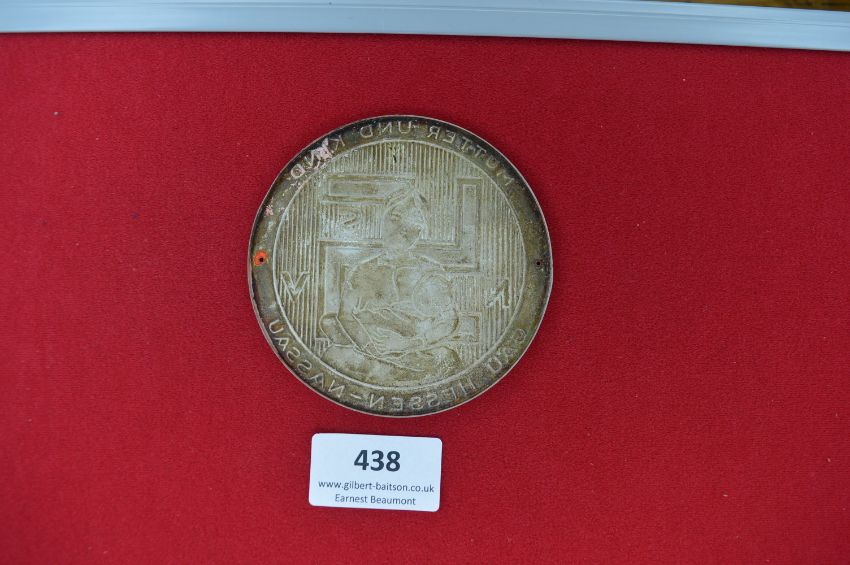 MUTTER UND KIND
N V
GAU HESSEN-NASSAU
438
www.gilbert-baitson.co.uk
Earnest Beaumont